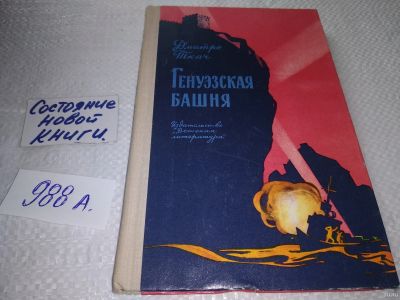 Дмитро
Ткач
ГЕНУЭЗСКАЯ
БАШНЯ
Издательство
"Детская
литература"
Состояние
новой
книги.
988 А.